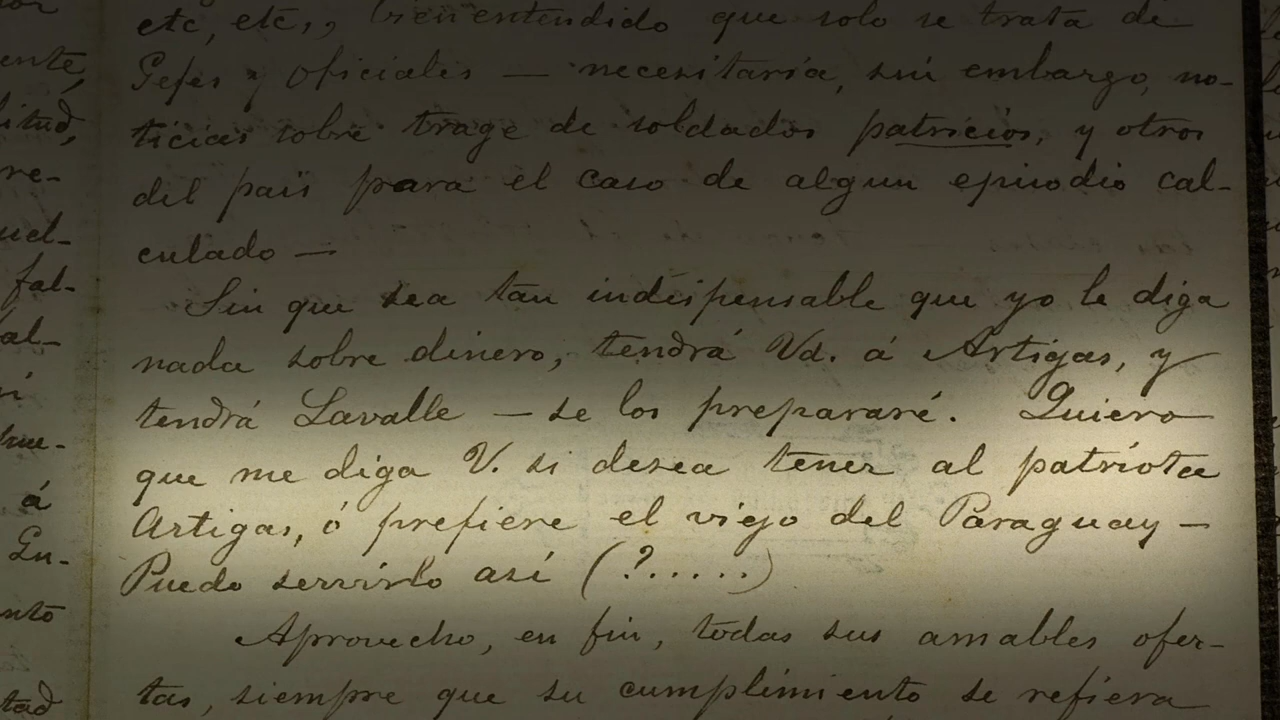 etc, etc,, bien entendido que solo se trata de
Gefes y Oficiales — necesitaria, sin embargo, no-
ticias sobre trage de soldados patricios, y otros
del pais para el caso de algun episodio cal-
culado —
Sin que sea tan indispensable que yo le diga
nada sobre dinero, tendrá Vd. á Artigas, y
tendrá Lavalle — se los prepararé. Quiero
que me diga V. si desea tener al patriota
Artigas, ó prefiere el viejo del Paraguay —
Puedo servirlo así (?.....)
Aprovecho, en fin, todas sus amables ofer-
tas, siempre que su cumplimiento se refiera